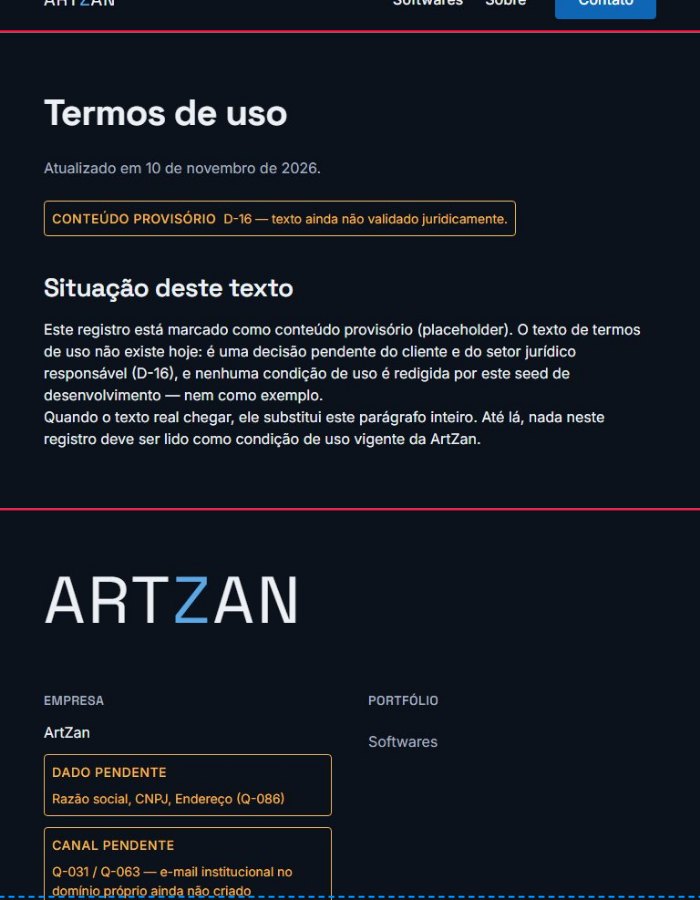 ARTZAN
Softwares Sobre Contato
Termos de uso
Atualizado em 10 de novembro de 2026.
CONTEÚDO PROVISÓRIO D-16 — texto ainda não validado juridicamente.
Situação deste texto
Este registro está marcado como conteúdo provisório (placeholder). O texto de termos
de uso não existe hoje: é uma decisão pendente do cliente e do setor jurídico
responsável (D-16), e nenhuma condição de uso é redigida por este seed de
desenvolvimento — nem como exemplo.
Quando o texto real chegar, ele substitui este parágrafo inteiro. Até lá, nada neste
registro deve ser lido como condição de uso vigente da ArtZan.
ARTZAN
EMPRESA
ArtZan
DADO PENDENTE
Razão social, CNPJ, Endereço (Q-086)
CANAL PENDENTE
Q-031 / Q-063 — e-mail institucional no
domínio próprio ainda não criado
PORTFÓLIO
Softwares